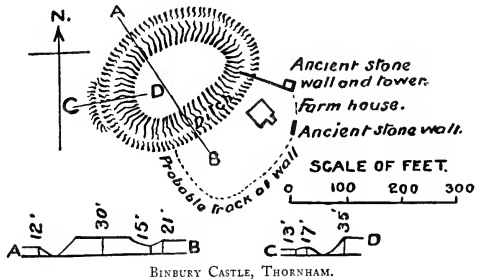 N.
A
Ancient stone
wall and tower.
Farm house.
Ancient stone wall.
C
D
B
Probable track of wall
SCALE OF FEET.
0 100 200 300
A 12' 30' 15' 21' B
C 13' 17' 35' D
BINBURY CASTLE, THORNHAM.